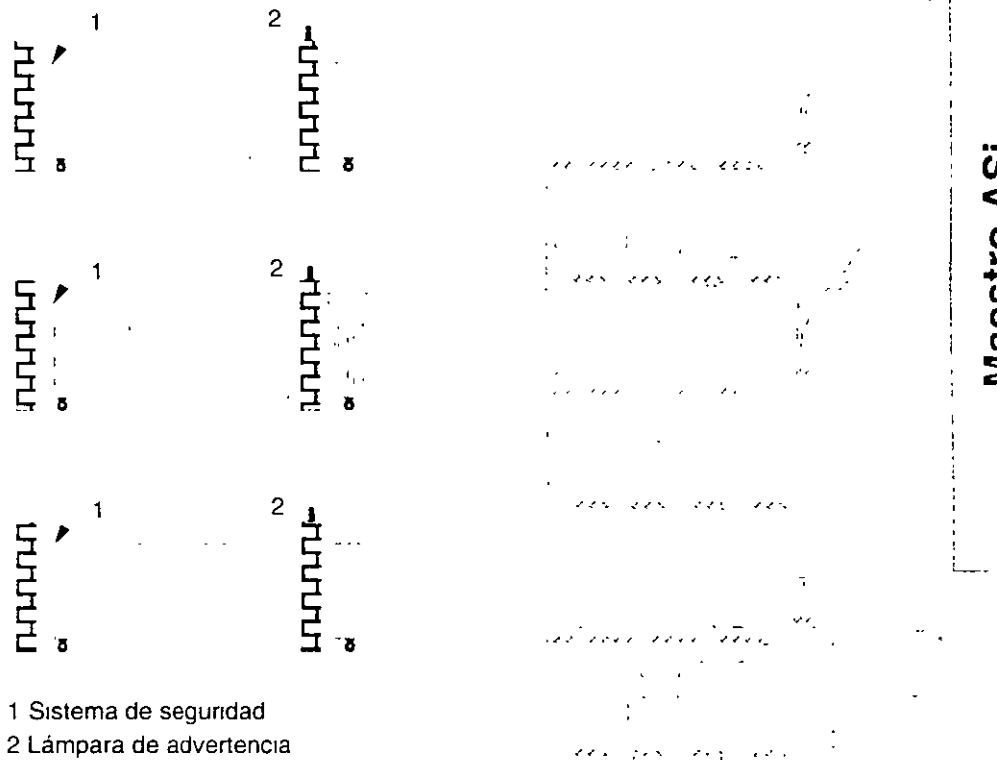 1 2
1 2
1 2
1 Sistema de seguridad
2 Lámpara de advertencia
Maestro ASi